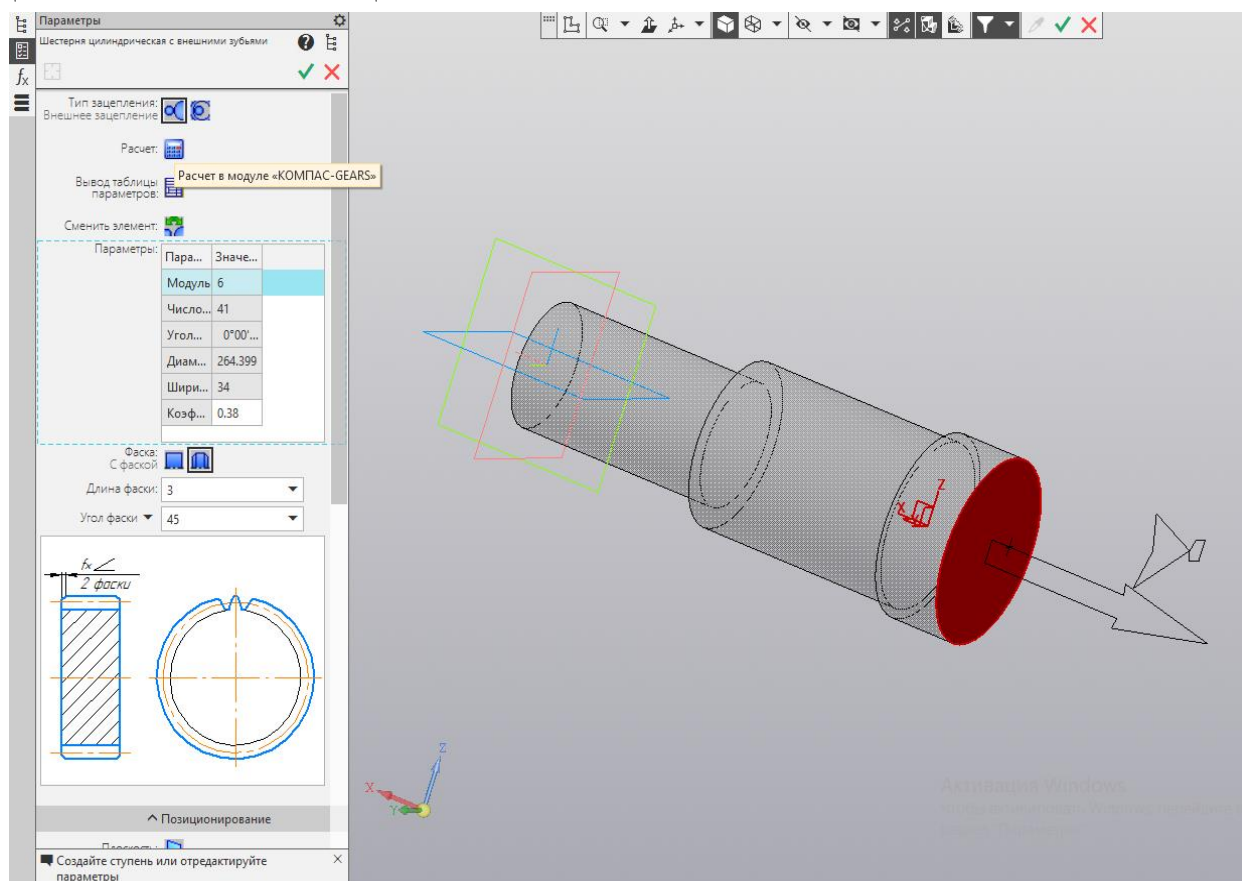 Параметры
Шестерня цилиндрическая с внешними зубьями
Тип зацепления:
Внешнее зацепление
Расчет:
Расчет в модуле «КОМПАС-GEARS»
Вывод таблицы
параметров:
Сменить элемент:
Параметры:
Пара... Значе...
Модуль 6
Число... 41
Угол... 0°00'...
Диам... 264.399
Шири... 34
Коэф... 0.38
Фаска:
С фаской
Длина фаски: 3
Угол фаски 45
fx
2 фаски
Позиционирование
Плоскость:
Создайте ступень или отредактируйте
параметры
Z
X
Z
X
Y
Активация Windows